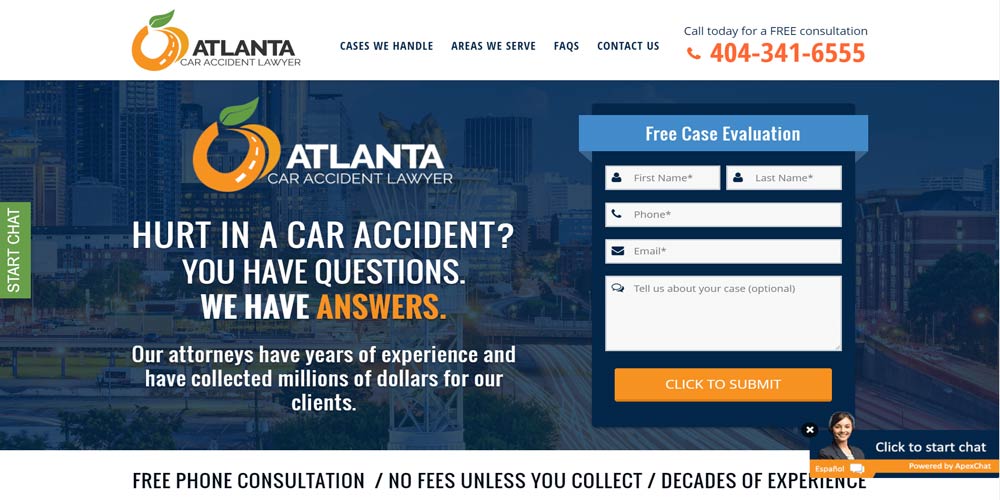 ATLANTA
CAR ACCIDENT LAWYER
CASES WE HANDLE
AREAS WE SERVE
FAQS
CONTACT US
Call today for a FREE consultation
404-341-6555
START CHAT
ATLANTA
CAR ACCIDENT LAWYER
HURT IN A CAR ACCIDENT?
YOU HAVE QUESTIONS.
WE HAVE ANSWERS.
Our attorneys have years of experience and
have collected millions of dollars for our
clients.
Free Case Evaluation
First Name*
Last Name*
Phone*
Email*
Tell us about your case (optional)
CLICK TO SUBMIT
Click to start chat
Español
Powered by ApexChat
FREE PHONE CONSULTATION / NO FEES UNLESS YOU COLLECT / DECADES OF EXPERIENCE